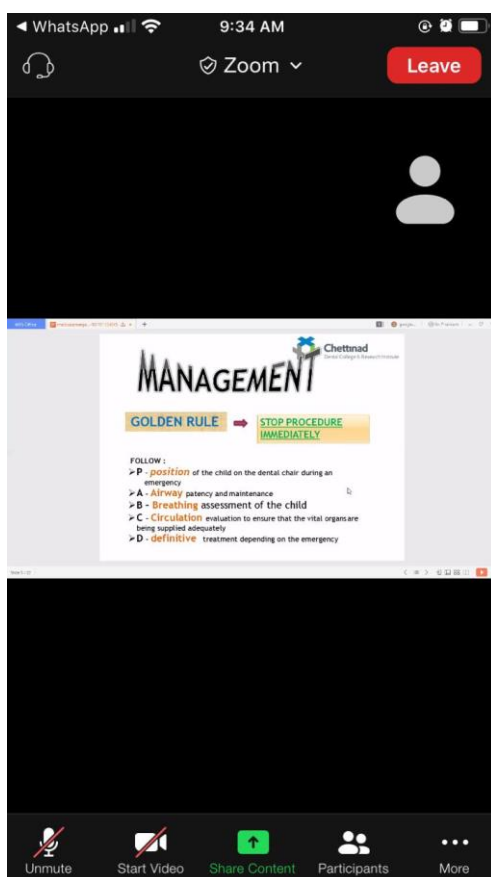 ◀ WhatsApp 9:34 AM
Zoom
Leave
Chettinad
Dental College & Research Institute
MANAGEMENT
GOLDEN RULE
STOP PROCEDURE
IMMEDIATELY
FOLLOW :
➢P - position of the child on the dental chair during an
emergency
➢A - Airway patency and maintenance
➢B - Breathing assessment of the child
➢C - Circulation evaluation to ensure that the vital organs are
being supplied adequately
➢D - definitive treatment depending on the emergency
Unmute Start Video Share Content Participants More